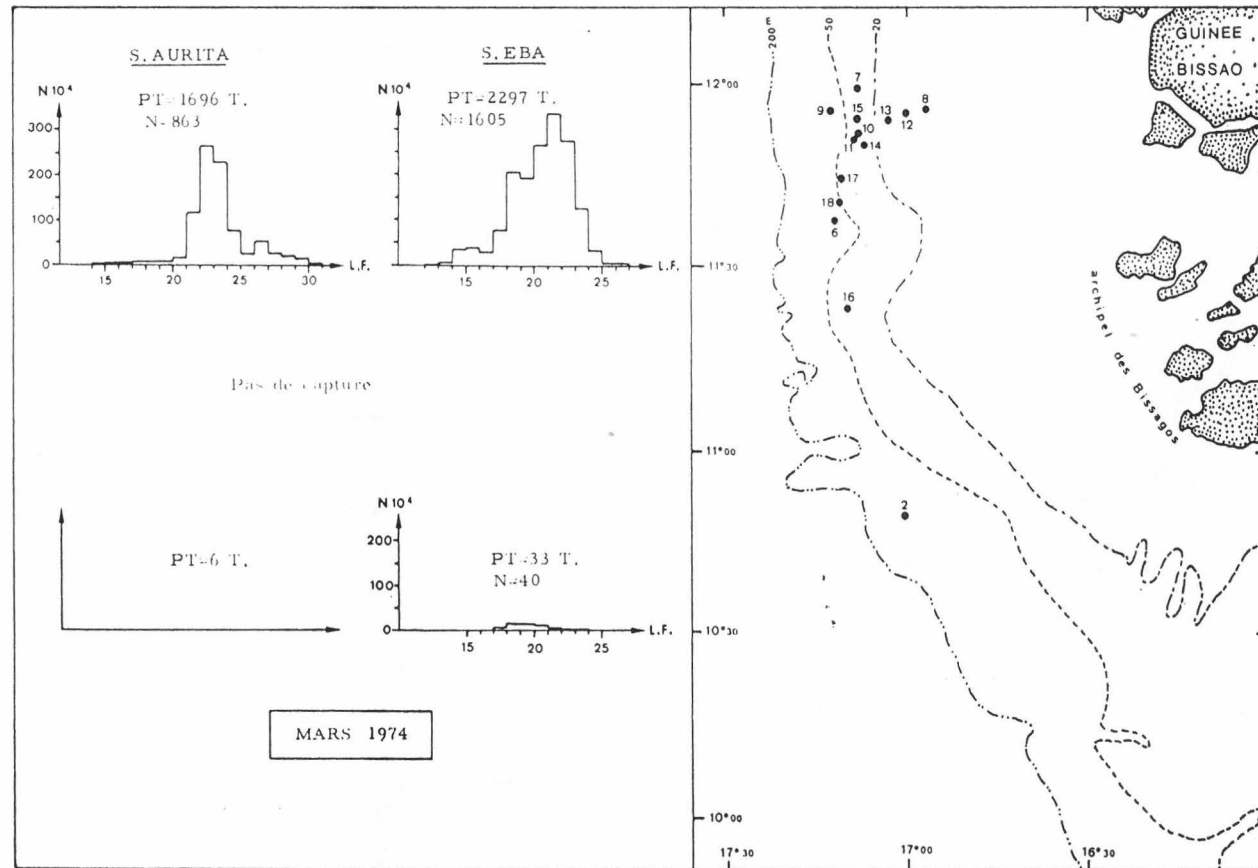 S. AURITA
N 10⁴
PT=1696 T.
N-863
300
200
100
0
15
20
25
30
L.F.
S. EBA
N 10⁴
PT=2297 T.
N=1605
15
20
25
L.F.
Pas de capture
PT=6 T.
N 10⁴
PT=33 T.
N=40
200
100
0
15
20
25
L.F.
MARS 1974
200
E
50
20
GUINEE
BISSAO
12°00
7
9
15
13
8
12
10
11
14
17
18
6
11°30
16
archipel des Bissagos
11°00
2
10°30
10°00
17°30
17°00
16°30